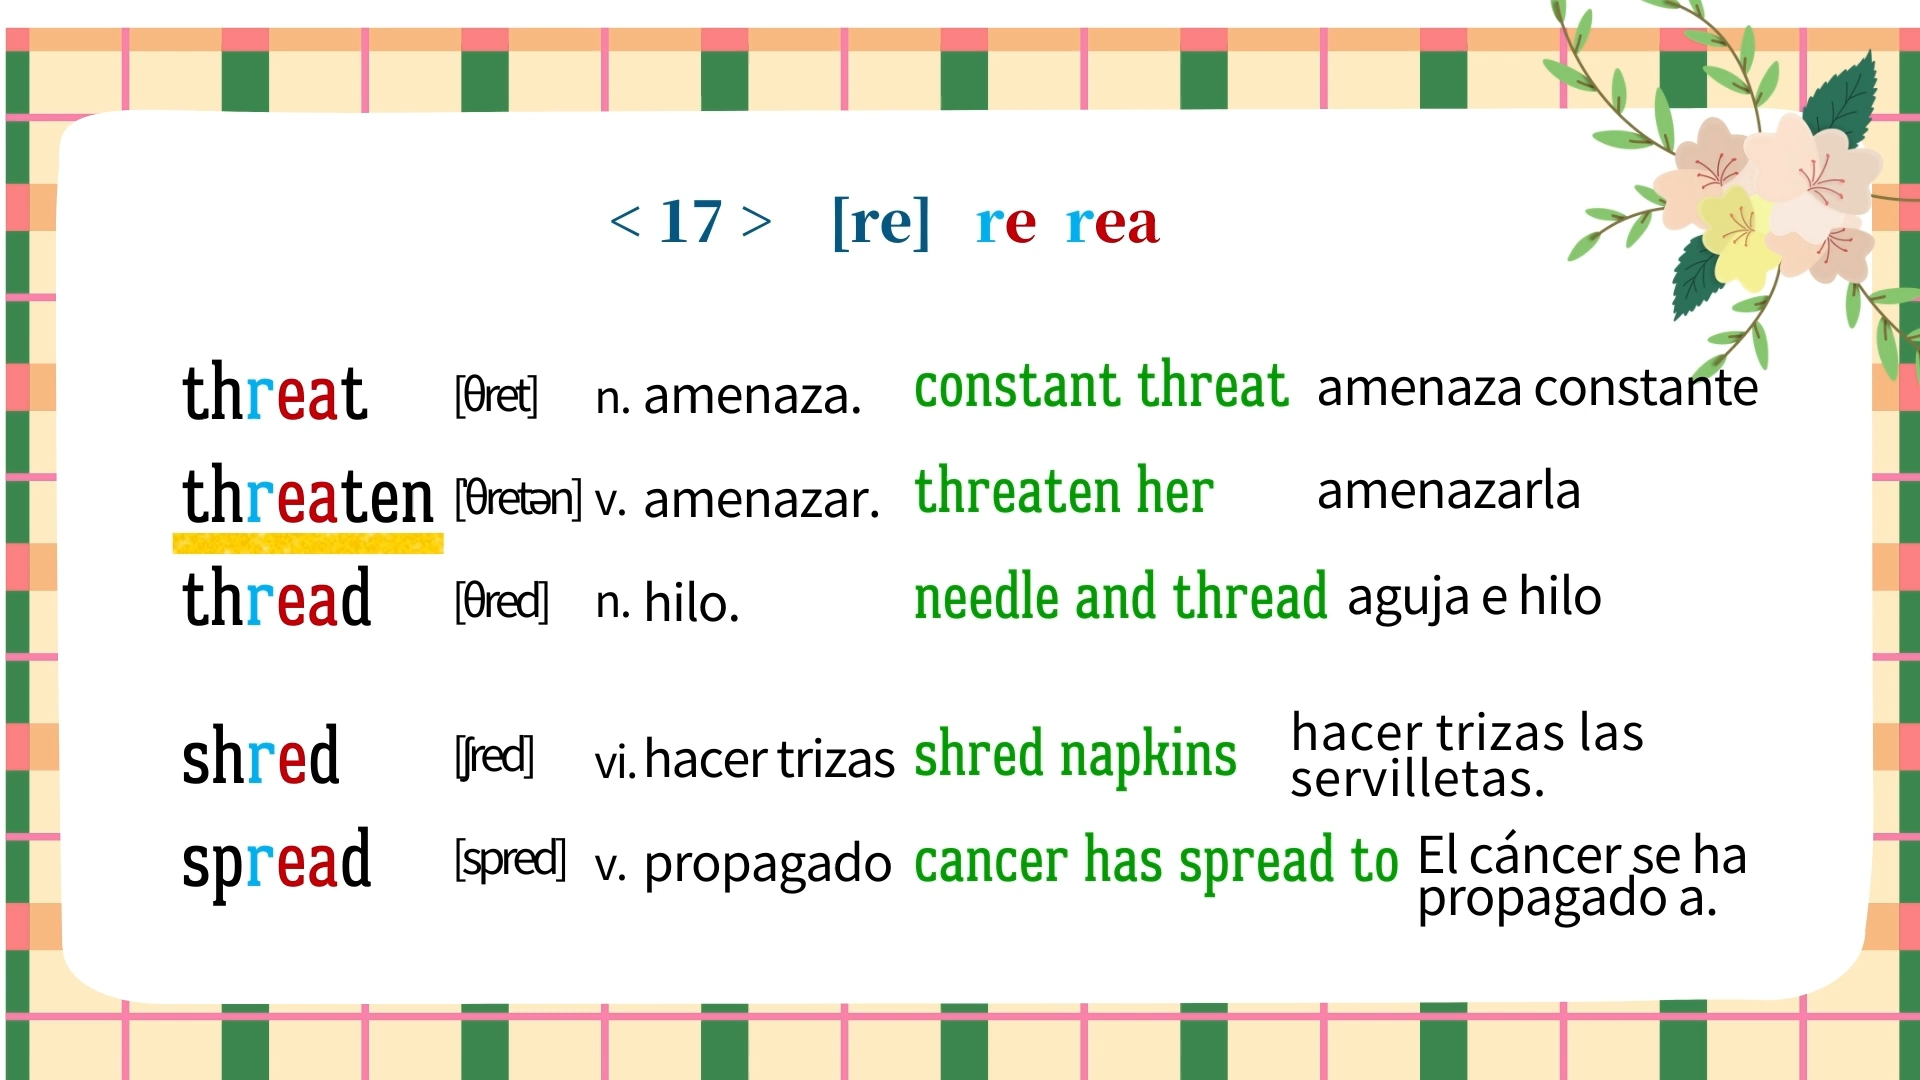 < 17 > [re] re rea
threat [θret] n. amenaza. constant threat amenaza constante
threaten ['θretən] v. amenazar. threaten her amenazarla
thread [θred] n. hilo. needle and thread aguja e hilo
shred [ʃred] vi. hacer trizas shred napkins hacer trizas las
servilletas.
spread [spred] v. propagado cancer has spread to El cáncer se ha
propagado a.